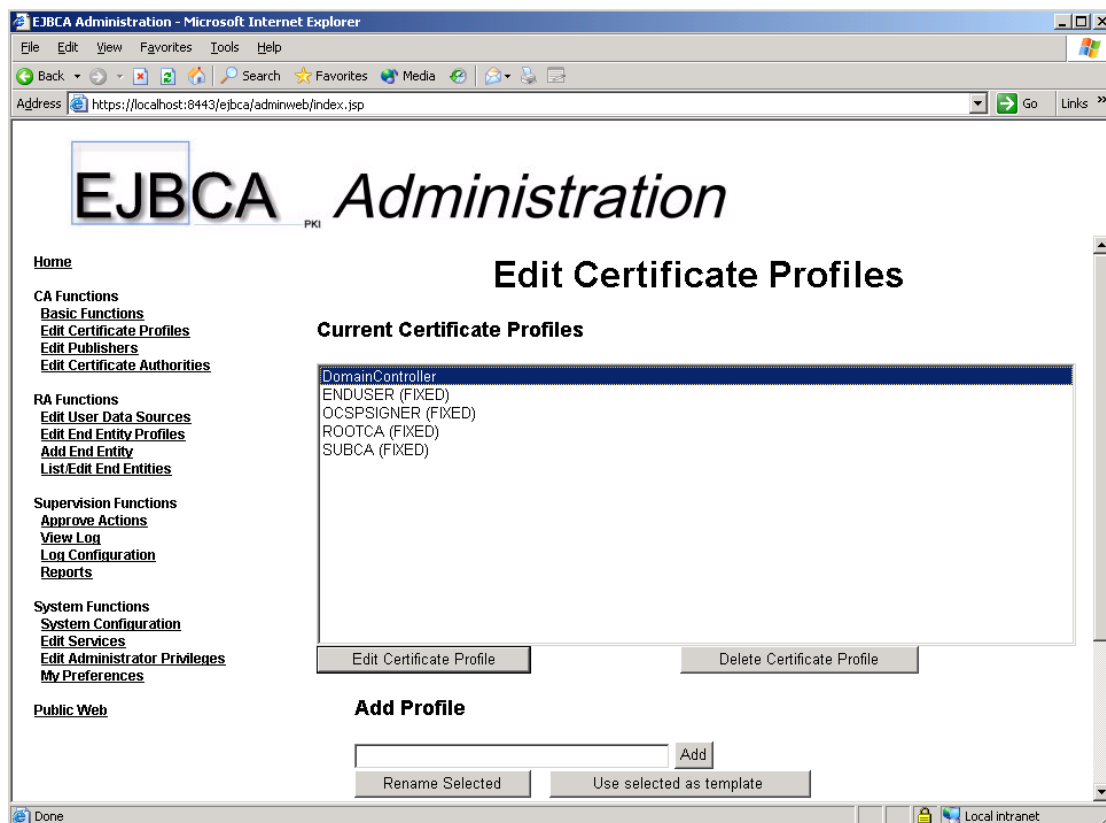 EJBCA Administration - Microsoft Internet Explorer
File Edit View Favorites Tools Help
Back Search Favorites Media
Address https://localhost:8443/ejbca/adminweb/index.jsp Go Links »
EJBCA PKI Administration
Home
CA Functions
Basic Functions
Edit Certificate Profiles
Edit Publishers
Edit Certificate Authorities
RA Functions
Edit User Data Sources
Edit End Entity Profiles
Add End Entity
List/Edit End Entities
Supervision Functions
Approve Actions
View Log
Log Configuration
Reports
System Functions
System Configuration
Edit Services
Edit Administrator Privileges
My Preferences
Public Web
Edit Certificate Profiles
Current Certificate Profiles
DomainController
ENDUSER (FIXED)
OCSPSIGNER (FIXED)
ROOTCA (FIXED)
SUBCA (FIXED)
Edit Certificate Profile Delete Certificate Profile
Add Profile
Add
Rename Selected Use selected as template
Done Local intranet